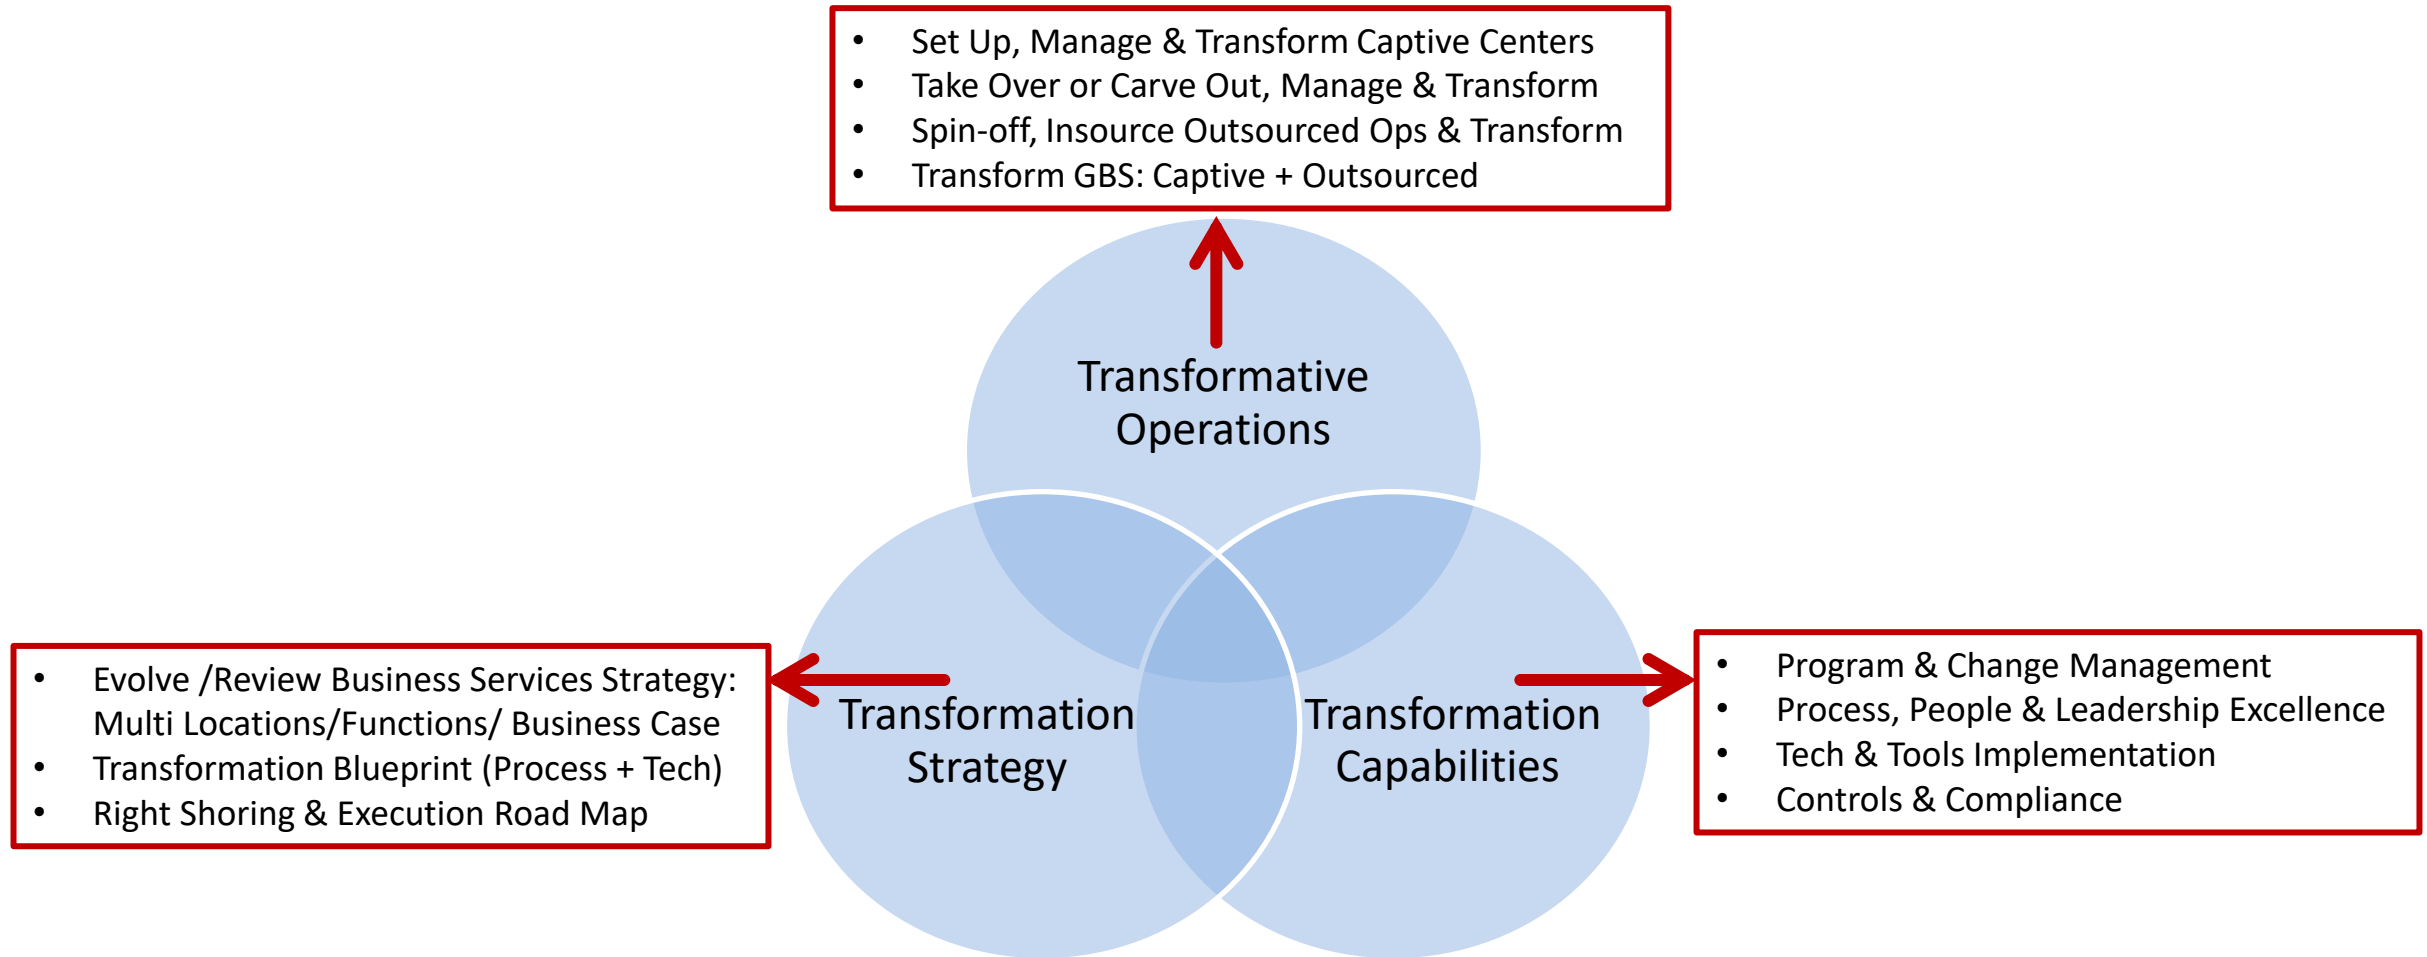 • Set Up, Manage & Transform Captive Centers
• Take Over or Carve Out, Manage & Transform
• Spin-off, Insource Outsourced Ops & Transform
• Transform GBS: Captive + Outsourced
Transformative
Operations
• Evolve /Review Business Services Strategy:
Multi Locations/Functions/ Business Case
• Transformation Blueprint (Process + Tech)
• Right Shoring & Execution Road Map
Transformation
Strategy
Transformation
Capabilities
• Program & Change Management
• Process, People & Leadership Excellence
• Tech & Tools Implementation
• Controls & Compliance